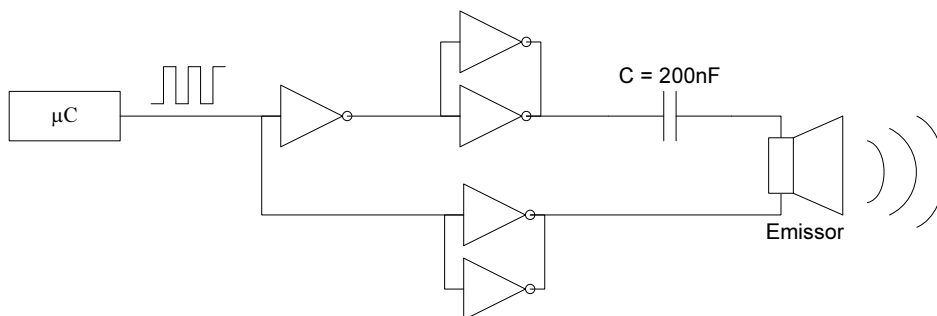 C = 200nF
µC
Emissor